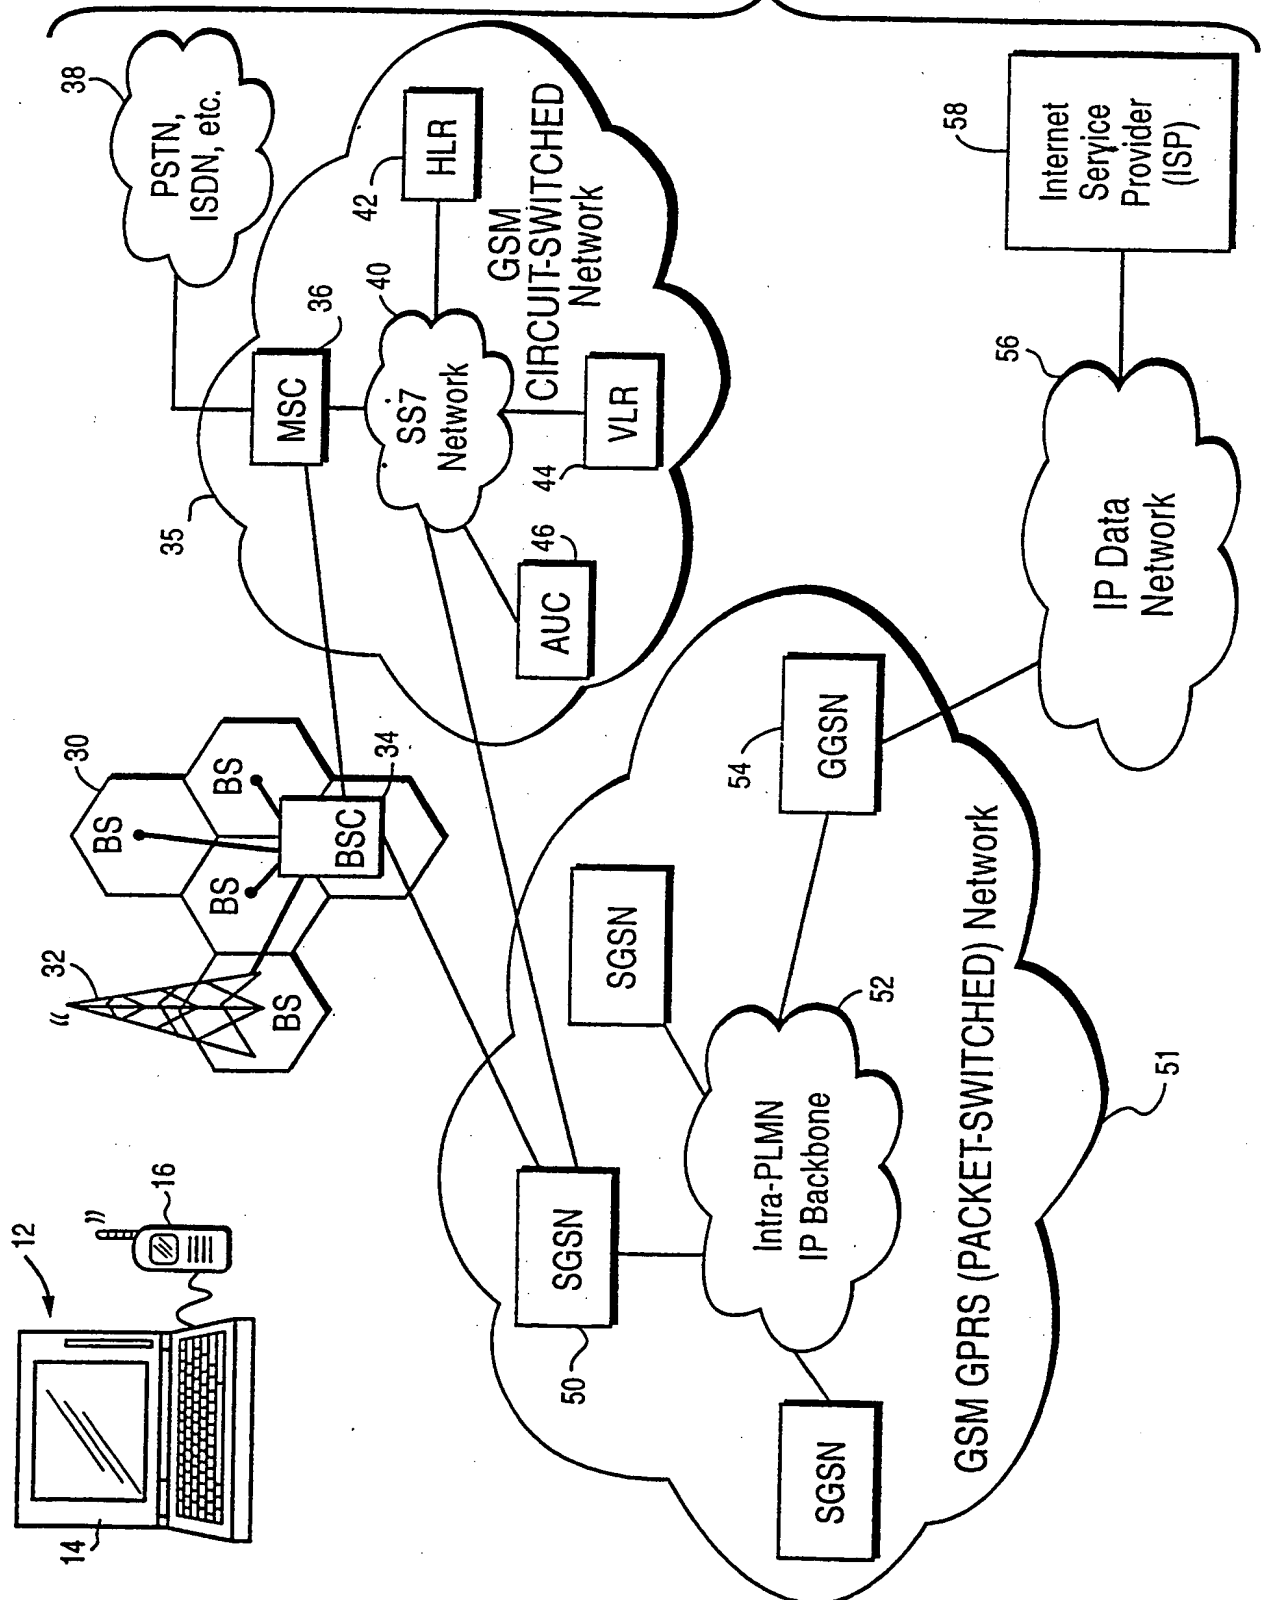 12
14
16
32
30
BS
BS
BS
BS
BSC
34
35
38
PSTN,
ISDN, etc.
MSC
36
SS7
Network
40
HLR
42
VLR
44
AUC
46
GSM
CIRCUIT-SWITCHED
Network
SGSN
50
SGSN
SGSN
Intra-PLMN
IP Backbone
52
GGSN
54
GSM GPRS (PACKET-SWITCHED) Network
51
IP Data
Network
56
Internet
Service
Provider
(ISP)
58